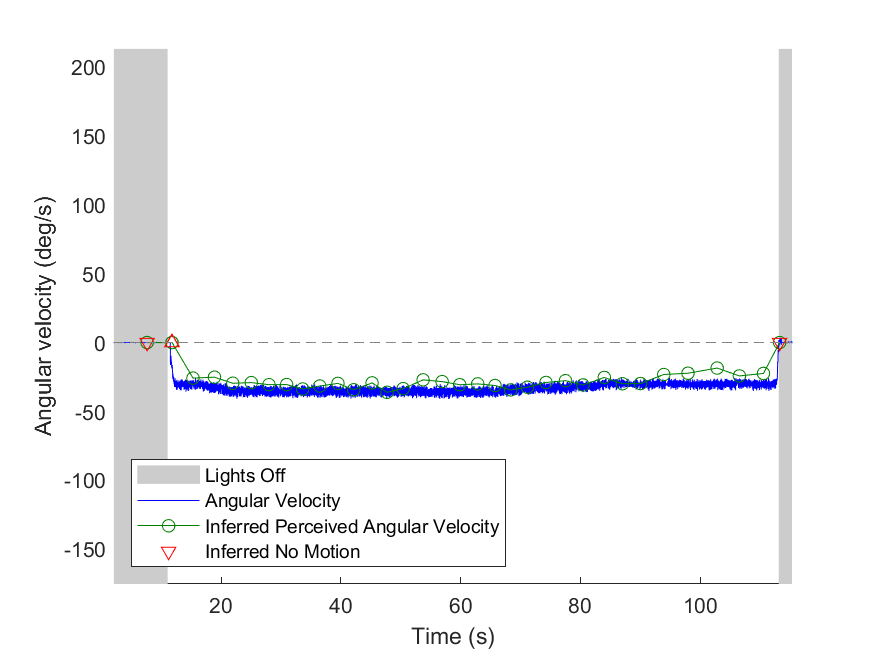 200
150
100
50
0
-50
-100
-150
Angular velocity (deg/s)
Lights Off
Angular Velocity
Inferred Perceived Angular Velocity
Inferred No Motion
20 40 60 80 100
Time (s)